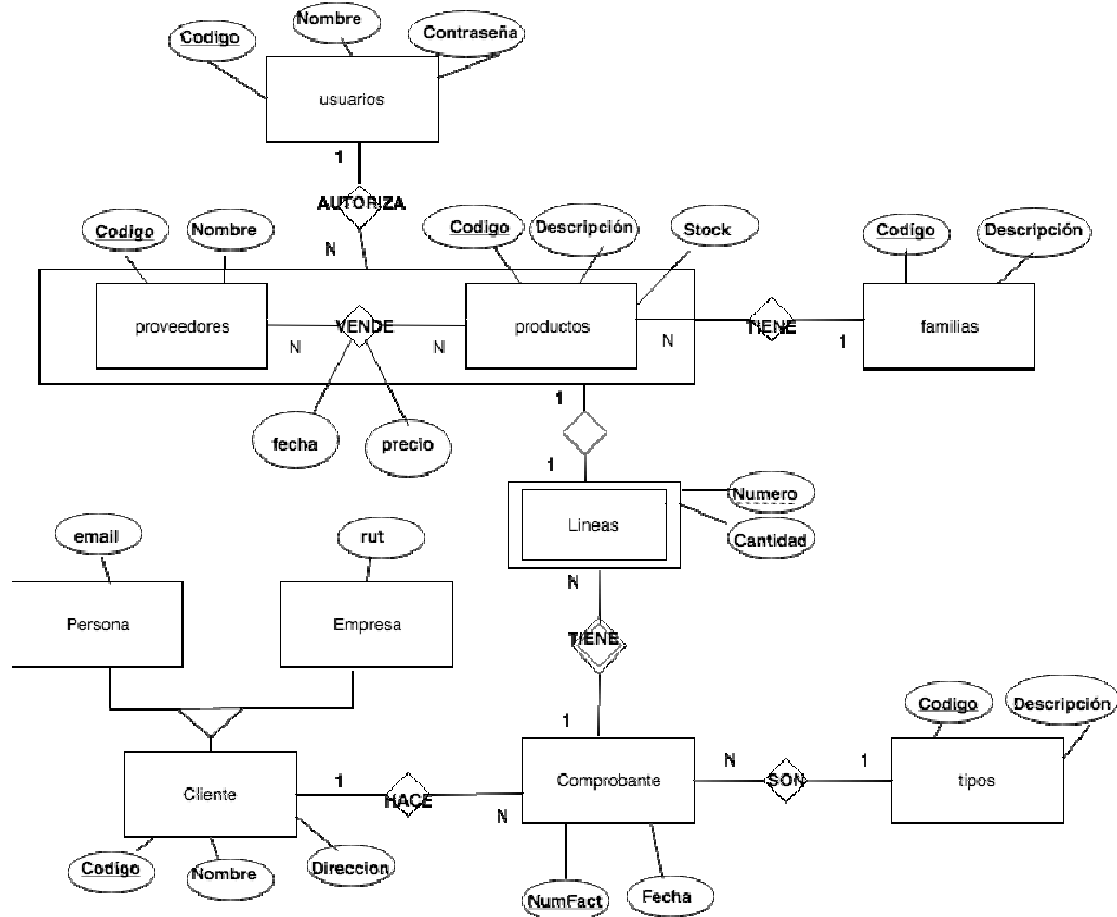 Codigo
Nombre
Contraseña
usuarios
1
AUTORIZA
N
Codigo
Nombre
Codigo
Descripción
Stock
Codígo
Descripción
proveedores
VENDE
productos
TIENE
familias
N
N
N
1
1
fecha
precio
1
Numero
Lineas
Cantidad
email
rut
N
Persona
Empresa
TIENE
1
Codigo
Descripción
Cliente
1
HACE
N
Comprobante
N
SON
1
tipos
Codígo
Nombre
Direccion
NumFact
Fecha